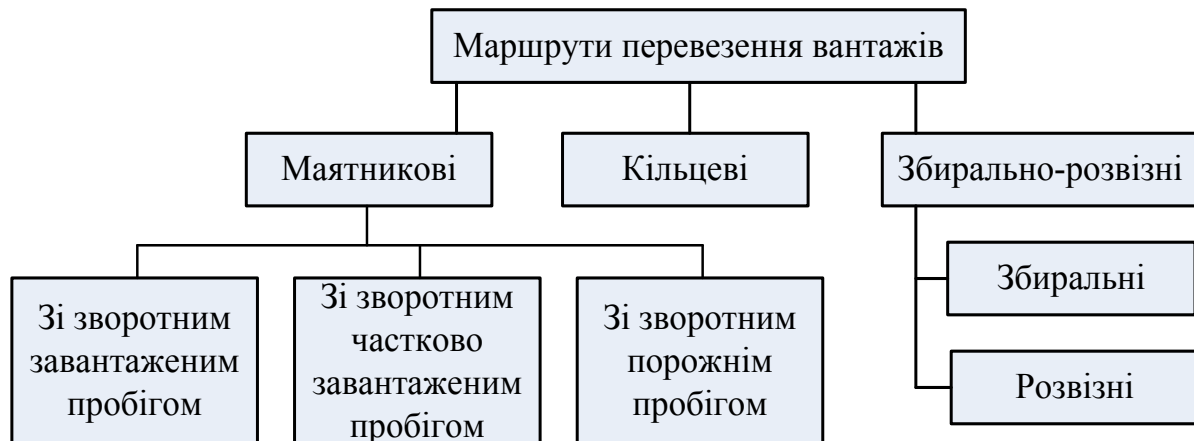 Маршрути перевезення вантажів
Маятникові
Кільцеві
Збирально-розвізні
Збиральні
Розвізні
Зі зворотним
завантаженим
пробігом
Зі зворотним
частково
завантаженим
пробігом
Зі зворотним
порожнім
пробігом